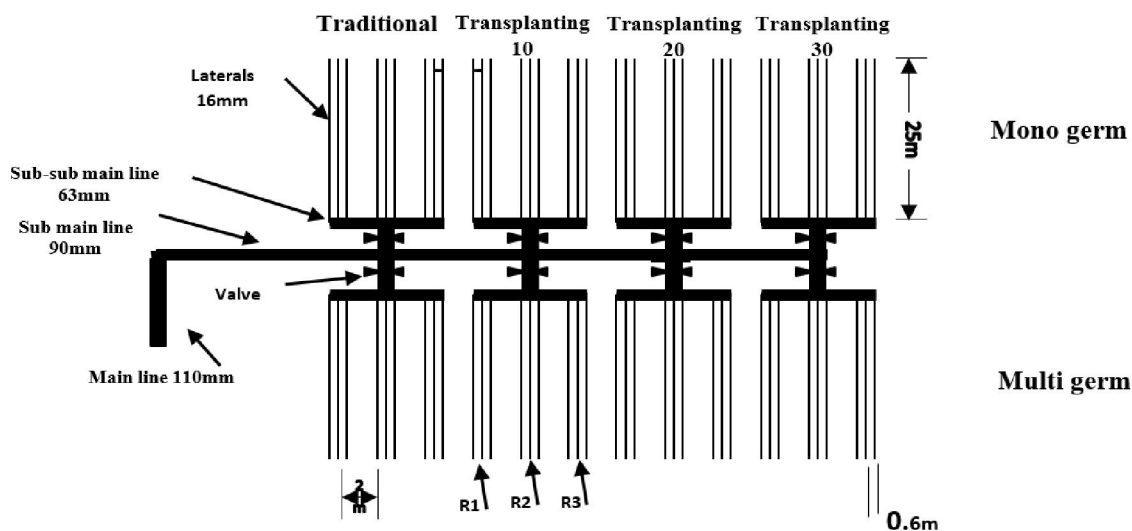 Traditional
Transplanting
10
Transplanting
20
Transplanting
30
Laterals
16mm
25m
Mono germ
Sub-sub main line
63mm
Sub main line
90mm
Valve
Main line 110mm
Multi germ
2
m
R1
R2
R3
0.6m